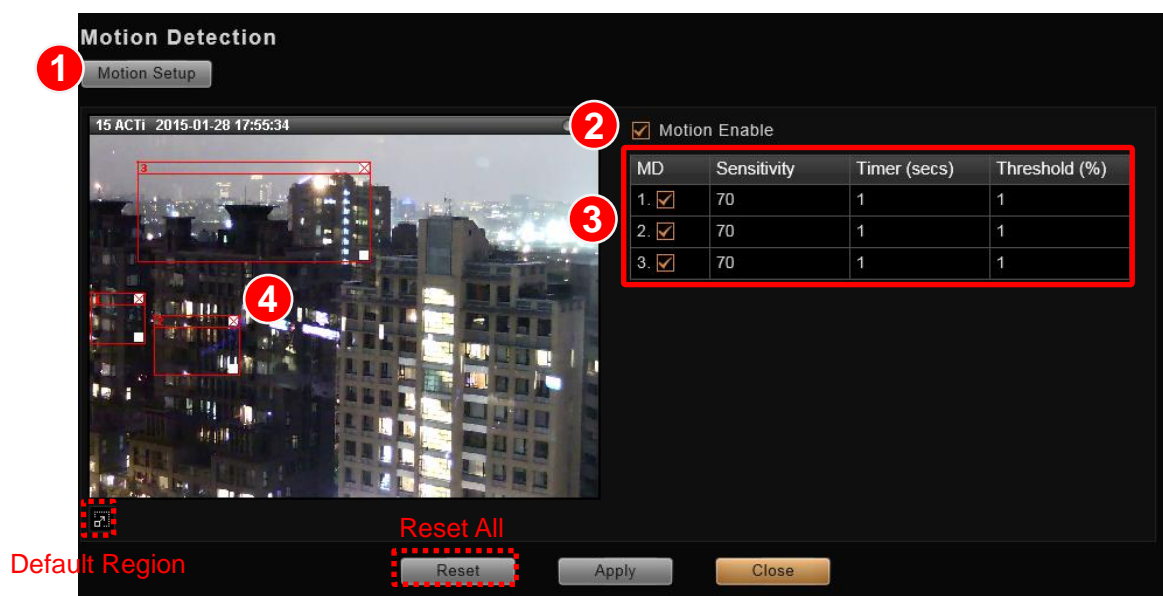 Motion Detection
1
Motion Setup
15 ACTi 2015-01-28 17:55:34
2
Motion Enable
MD Sensitivity Timer (secs) Threshold (%)
3
1. 70 1 1
2. 70 1 1
3. 70 1 1
3
4
2
Default Region
Reset All
Reset Apply Close